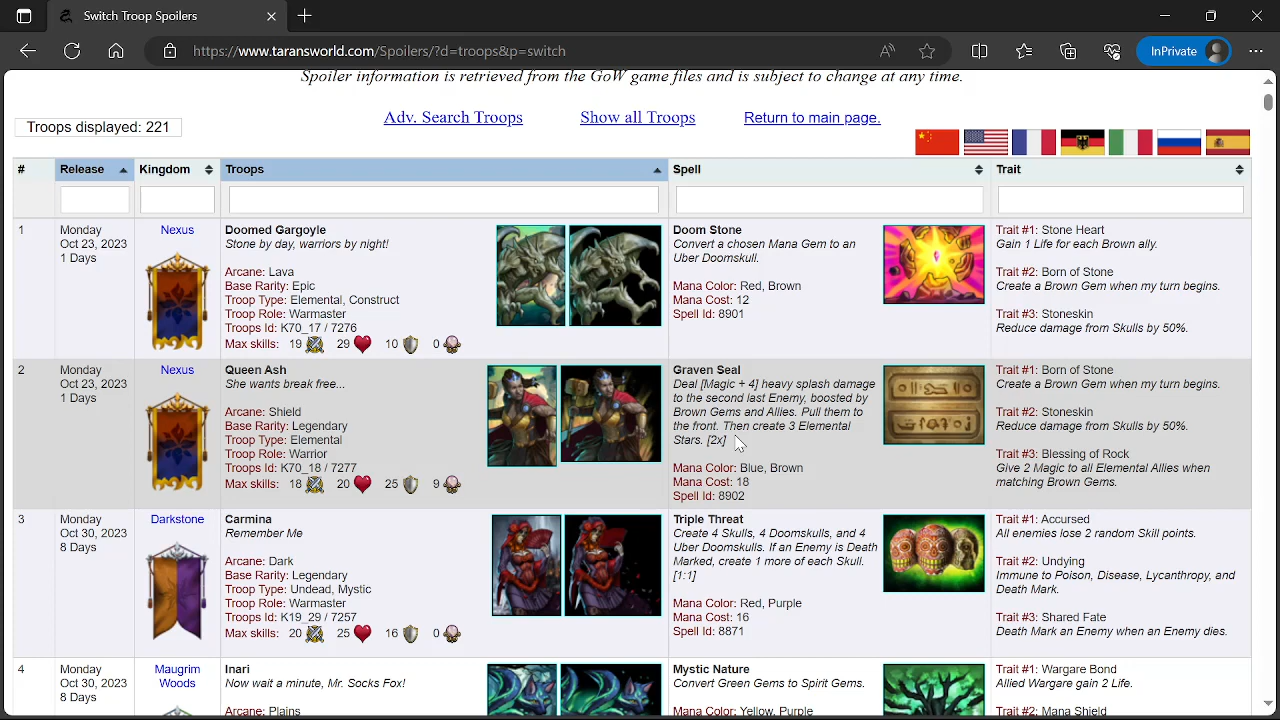 Switch Troop Spoilers
https://www.taransworld.com/Spoilers/?d=troops&p=switch
InPrivate
Spoiler information is retrieved from the GoW game files and is subject to change at any time.
Adv. Search Troops Show all Troops Return to main page.
Troops displayed: 221
# Release Kingdom Troops Spell Trait
1
Monday
Oct 23, 2023
1 Days
Nexus
Doomed Gargoyle
Stone by day, warriors by night!
Arcane: Lava
Base Rarity: Epic
Troop Type: Elemental, Construct
Troop Role: Warmaster
Troops Id: K70_17 / 7276
Max skills: 19 29 10 0
Doom Stone
Convert a chosen Mana Gem to an
Uber Doomskull.
Mana Color: Red, Brown
Mana Cost: 12
Spell Id: 8901
Trait #1: Stone Heart
Gain 1 Life for each Brown ally.
Trait #2: Born of Stone
Create a Brown Gem when my turn begins.
Trait #3: Stoneskin
Reduce damage from Skulls by 50%.
2
Monday
Oct 23, 2023
1 Days
Nexus
Queen Ash
She wants break free...
Arcane: Shield
Base Rarity: Legendary
Troop Type: Elemental
Troop Role: Warrior
Troops Id: K70_18 / 7277
Max skills: 18 20 25 9
Graven Seal
Deal [Magic + 4] heavy splash damage
to the second last Enemy, boosted by
Brown Gems and Allies. Pull them to
the front. Then create 3 Elemental
Stars. [2x]
Mana Color: Blue, Brown
Mana Cost: 18
Spell Id: 8902
Trait #1: Born of Stone
Create a Brown Gem when my turn begins.
Trait #2: Stoneskin
Reduce damage from Skulls by 50%.
Trait #3: Blessing of Rock
Give 2 Magic to all Elemental Allies when
matching Brown Gems.
3
Monday
Oct 30, 2023
8 Days
Darkstone
Carmina
Remember Me
Arcane: Dark
Base Rarity: Legendary
Troop Type: Undead, Mystic
Troop Role: Warmaster
Troops Id: K19_29 / 7257
Max skills: 20 25 16 0
Triple Threat
Create 4 Skulls, 4 Doomskulls, and 4
Uber Doomskulls. If an Enemy is Death
Marked, create 1 more of each Skull.
[1:1]
Mana Color: Red, Purple
Mana Cost: 16
Spell Id: 8871
Trait #1: Accursed
All enemies lose 2 random Skill points.
Trait #2: Undying
Immune to Poison, Disease, Lycanthropy, and
Death Mark.
Trait #3: Shared Fate
Death Mark an Enemy when an Enemy dies.
4
Monday
Oct 30, 2023
8 Days
Maugrim
Woods
Inari
Now wait a minute, Mr. Socks Fox!
Arcane: Plains
Mystic Nature
Convert Green Gems to Spirit Gems.
Mana Color: Yellow, Purple
Trait #1: Wargare Bond
Allied Wargare gain 2 Life.
Trait #2: Mana Shield